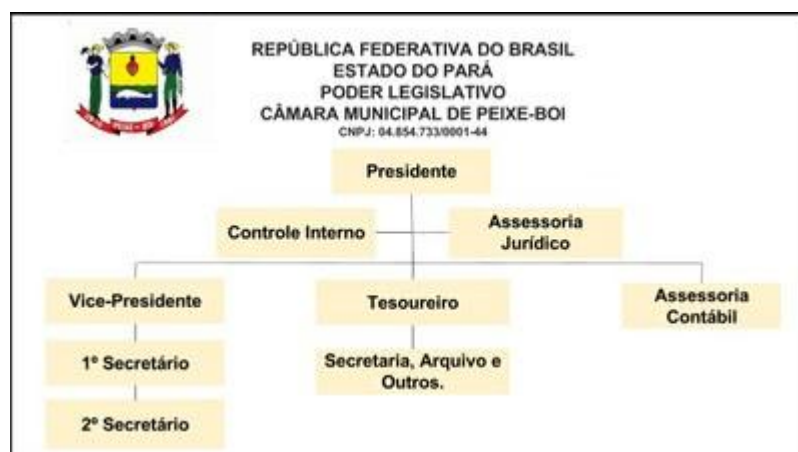 REPÚBLICA FEDERATIVA DO BRASIL
ESTADO DO PARÁ
PODER LEGISLATIVO
CÂMARA MUNICIPAL DE PEIXE-BOI
CNPJ: 04.854.733/0001-44
Presidente
Controle Interno
Assessoria
Jurídico
Vice-Presidente
Tesoureiro
Assessoria
Contábil
1º Secretário
Secretaria, Arquivo e
Outros.
2º Secretário